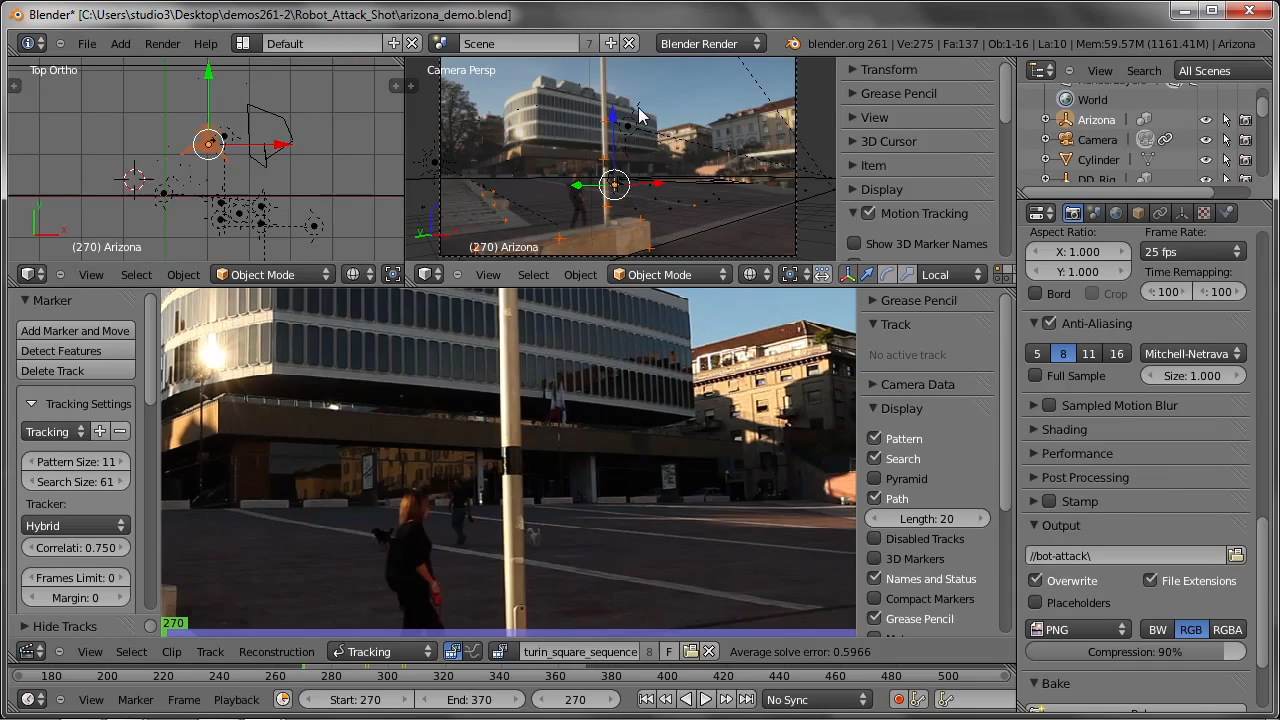 Blender* [C:\Users\studio3\Desktop\demos261-2\Robot_Attack_Shot\arizona_demo.blend]
File Add Render Help Default Scene 7 Blender Render blender.org 261 | Ve:275 | Fa:137 | Ob:1-16 | La:10 | Mem:59.57M (1161.41M) | Arizona
Top Ortho
(270) Arizona
View Select Object Object Mode
Camera Persp
(270) Arizona
View Select Object Object Mode Local
Transform
Grease Pencil
View
3D Cursor
Item
Display
Motion Tracking
Show 3D Marker Names
View Search All Scenes
World
Arizona
Camera
Cylinder
DD_Rig
Marker
Add Marker and Move
Detect Features
Delete Track
Tracking Settings
Tracking
Pattern Size: 11
Search Size: 61
Tracker:
Hybrid
Correlati: 0.750
Frames Limit: 0
Margin: 0
Hide Tracks
270
Grease Pencil
Track
No active track
Camera Data
Display
Pattern
Search
Pyramid
Path
Length: 20
Disabled Tracks
3D Markers
Names and Status
Compact Markers
Grease Pencil
Aspect Ratio: Frame Rate:
X: 1.000 25 fps
Y: 1.000 Time Remapping:
Bord Crop : 100 : 100
Anti-Aliasing
5 8 11 16 Mitchell-Netrava
Full Sample Size: 1.000
Sampled Motion Blur
Shading
Performance
Post Processing
Stamp
Output
//bot-attack\
Overwrite File Extensions
Placeholders
PNG BW RGB RGBA
Compression: 90%
Bake
View Select Clip Track Reconstruction Tracking turin_square_sequence 8 F Average solve error: 0.5966
180 200 220 240 260 280 300 320 340 360 380 400 420 440 460 480 500
View Marker Frame Playback Start: 270 End: 370 270 No Sync